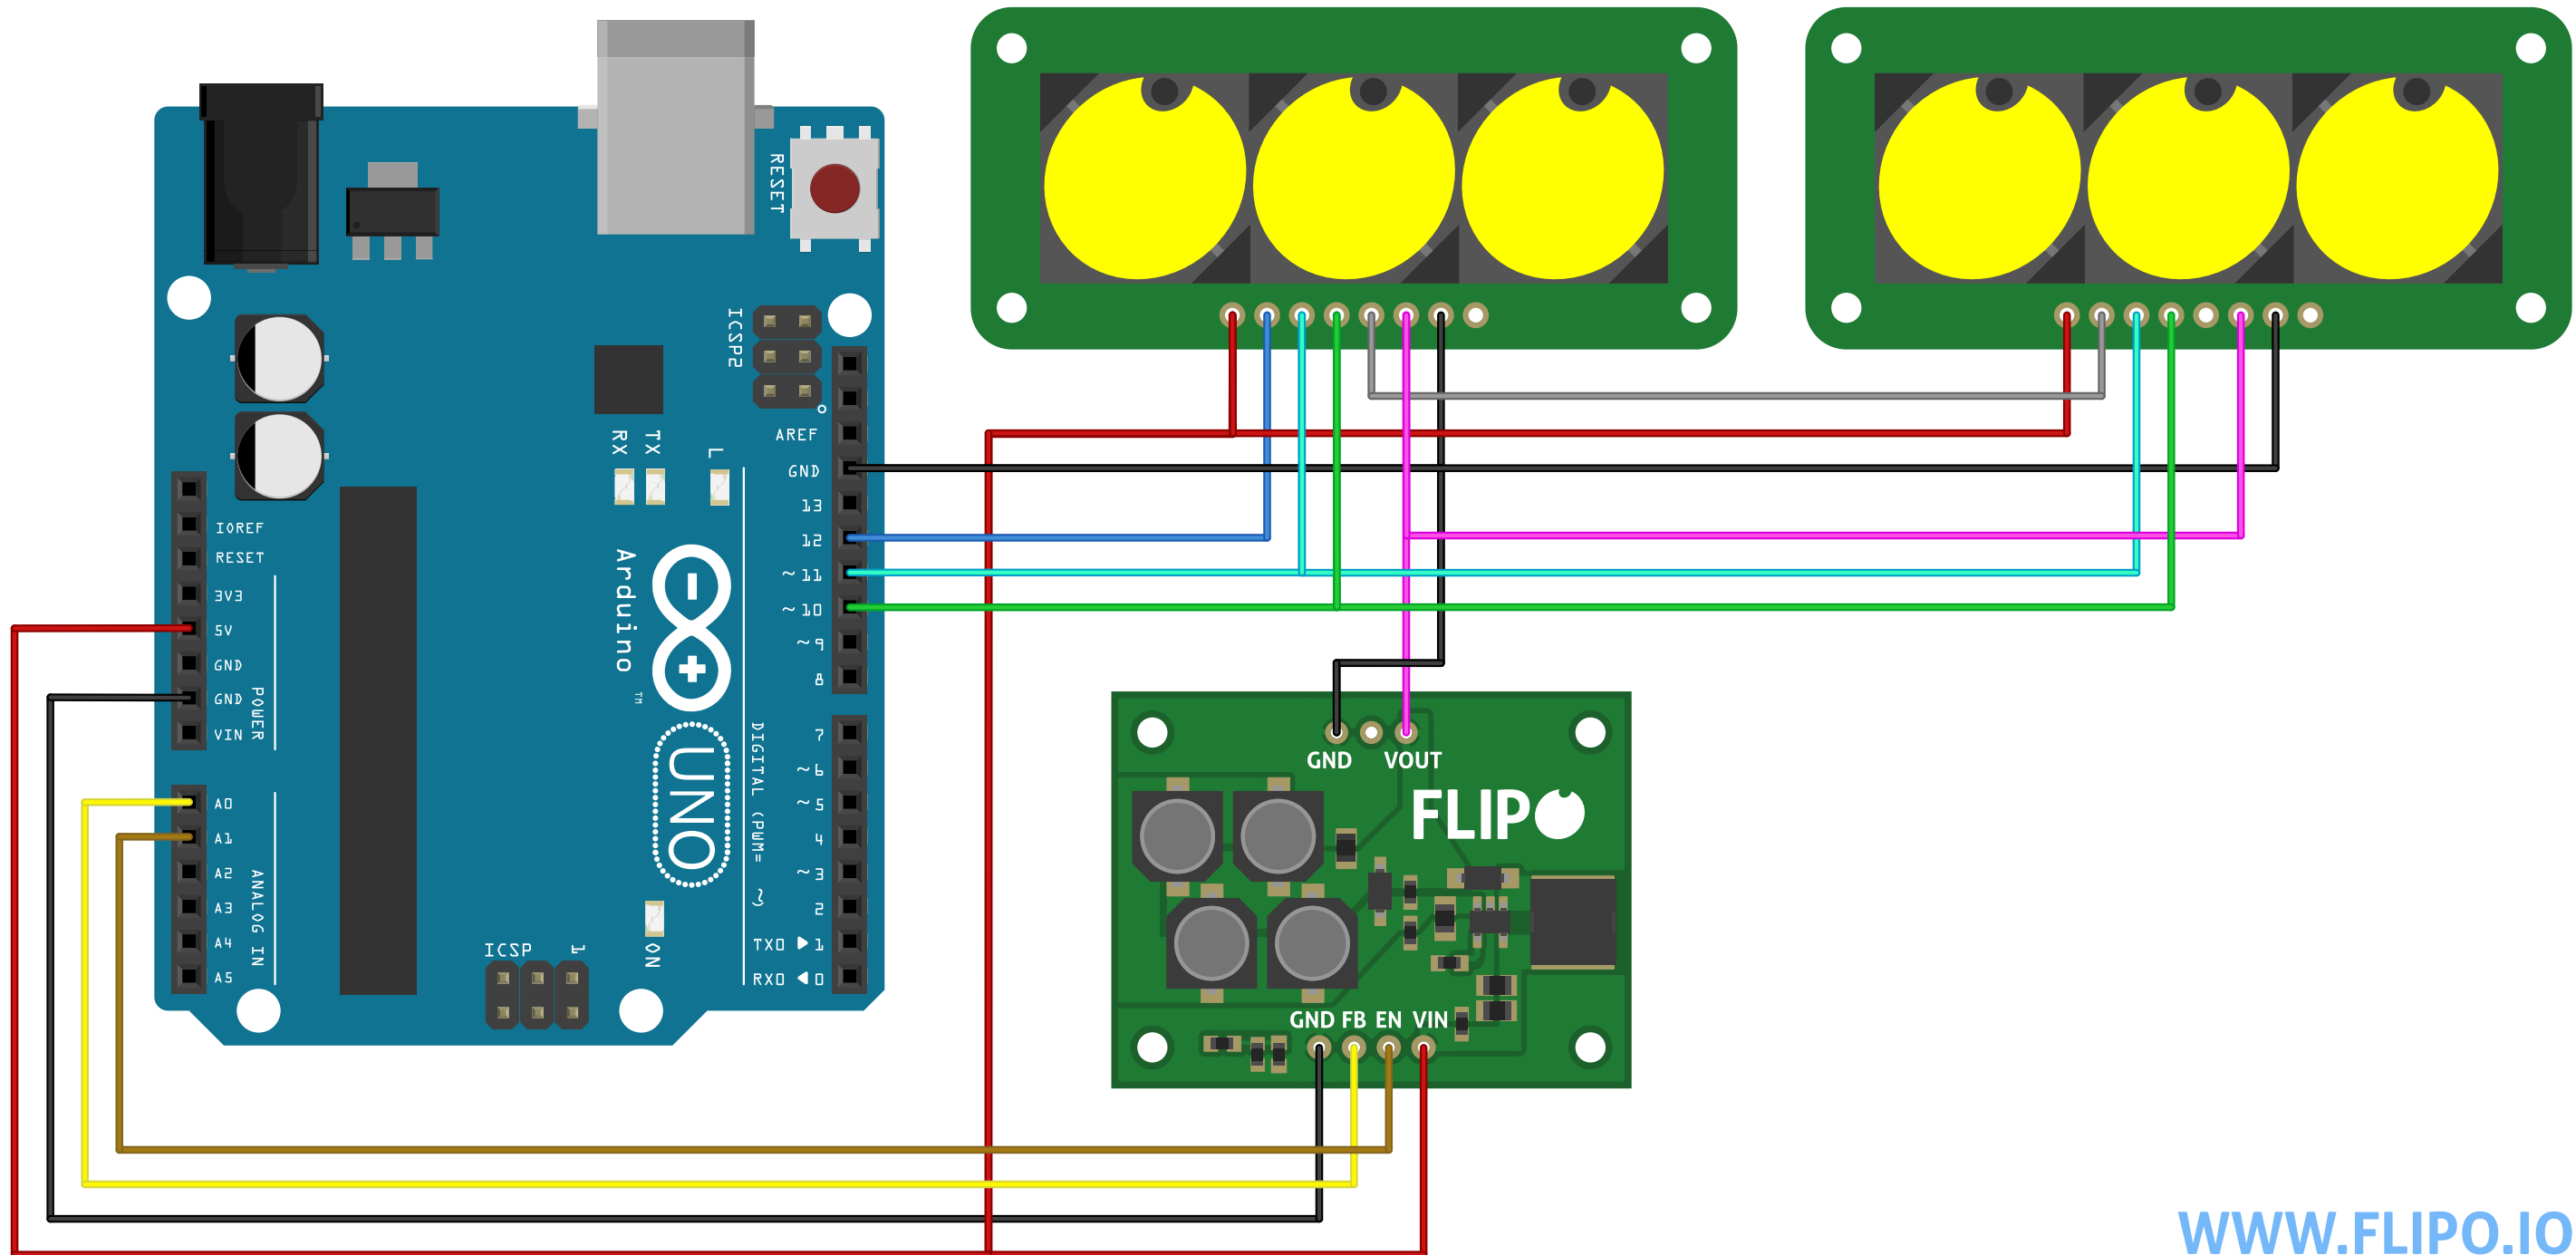 RESET
ICSP2
AREF
GND
13
12
~11
~10
~9
8
RX
TX
L
IOREF
RESET
3V3
5V
GND
GND
VIN
POWER
Arduino
TM
UNO
DIGITAL (PWM= ~)
7
~6
~5
4
~3
2
TX0 ▶ 1
RX0 ◀ 0
A0
A1
A2
A3
A4
A5
ANALOG IN
ICSP
1
ON
GND VOUT
FLIPO
GND FB EN VIN
WWW.FLIPO.IO